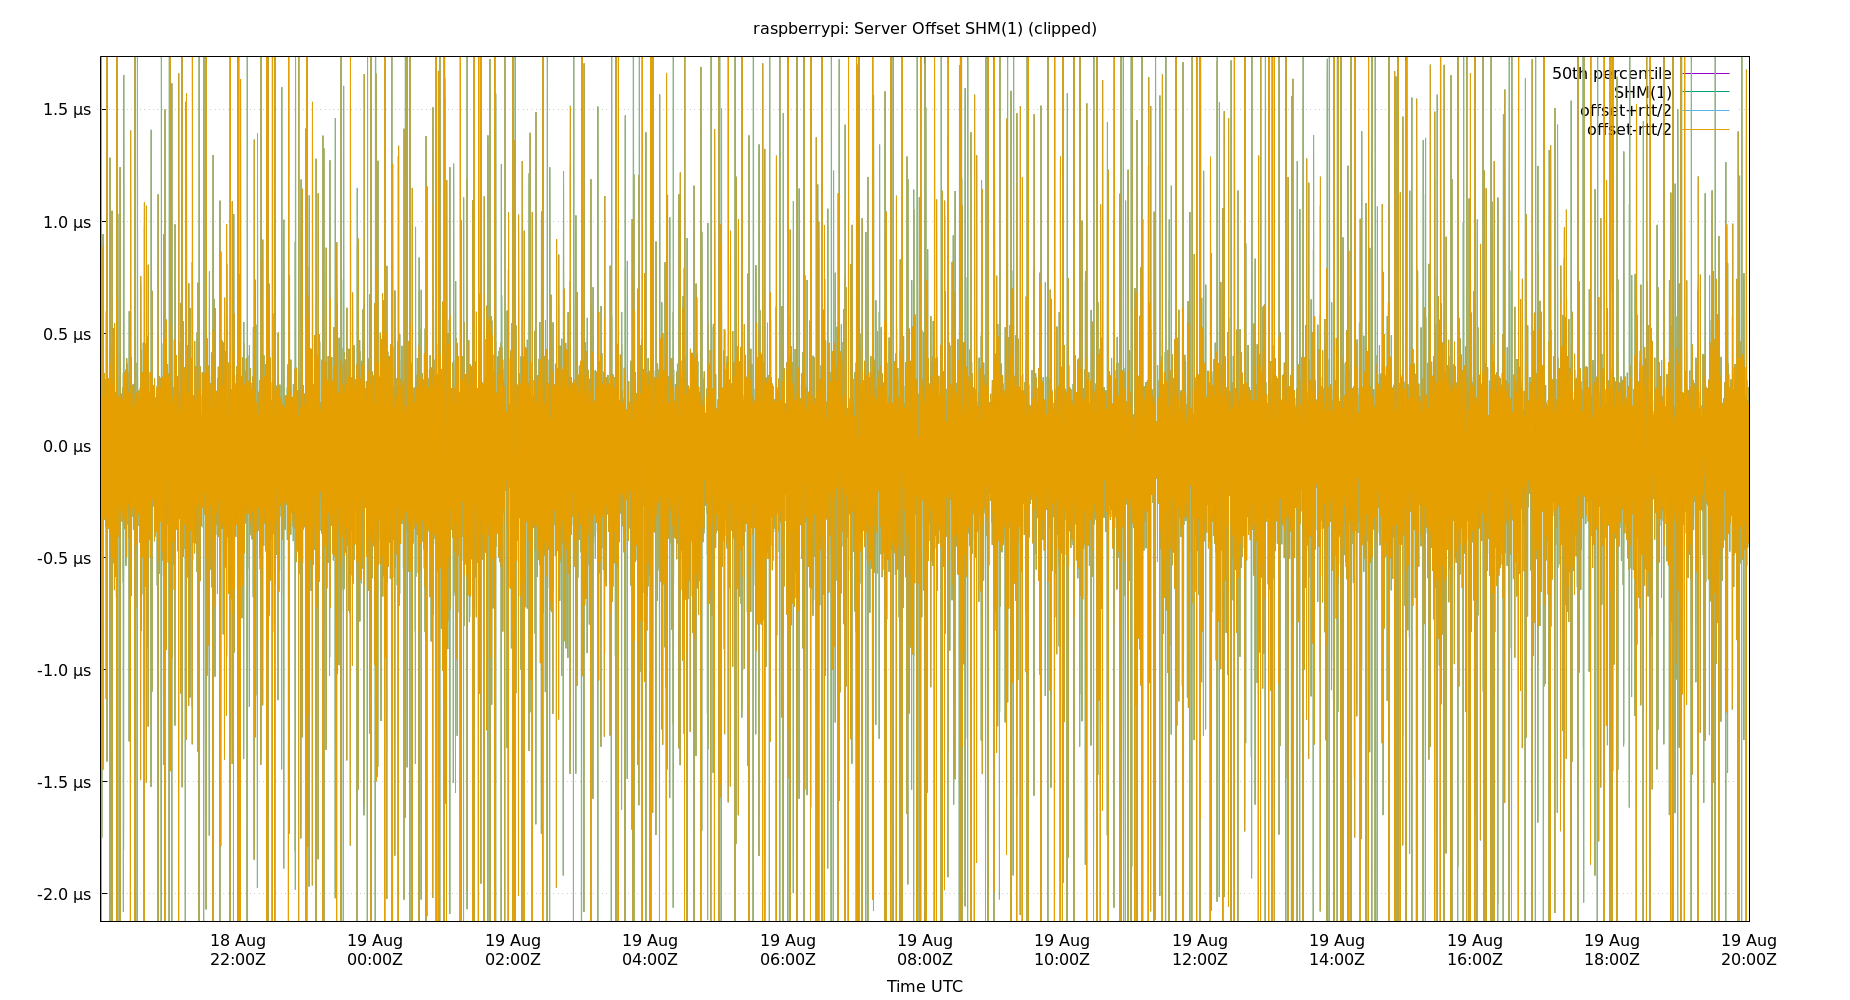 raspberrypi: Server Offset SHM(1) (clipped)
50th percentile
SHM(1)
offset+rtt/2
offset-rtt/2
1.5 µs
1.0 µs
0.5 µs
0.0 µs
-0.5 µs
-1.0 µs
-1.5 µs
-2.0 µs
18 Aug 19 Aug 19 Aug 19 Aug 19 Aug 19 Aug 19 Aug 19 Aug 19 Aug 19 Aug 19 Aug 19 Aug
22:00Z 00:00Z 02:00Z 04:00Z 06:00Z 08:00Z 10:00Z 12:00Z 14:00Z 16:00Z 18:00Z 20:00Z
Time UTC